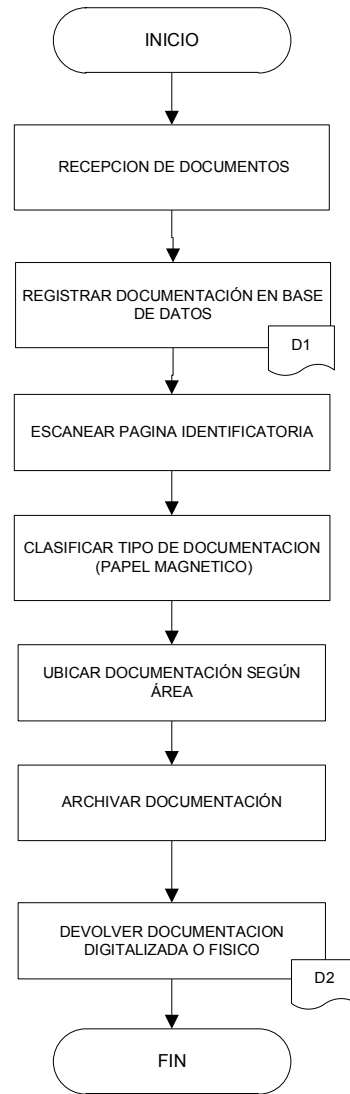 INICIO
RECEPCION DE DOCUMENTOS
REGISTRAR DOCUMENTACIÓN EN BASE
DE DATOS
D1
ESCANEAR PAGINA IDENTIFICATORIA
CLASIFICAR TIPO DE DOCUMENTACION
(PAPEL MAGNETICO)
UBICAR DOCUMENTACIÓN SEGÚN
ÁREA
ARCHIVAR DOCUMENTACIÓN
DEVOLVER DOCUMENTACION
DIGITALIZADA O FISICO
D2
FIN